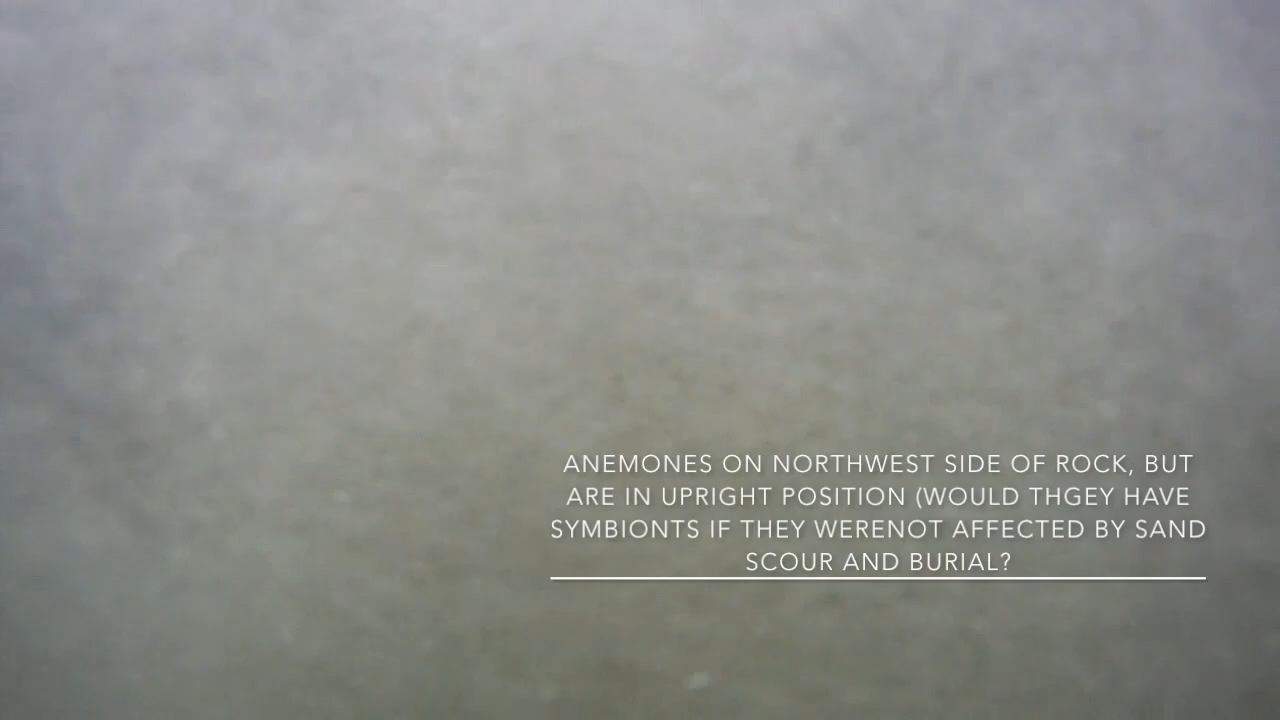 ANEMONES ON NORTHWEST SIDE OF ROCK, BUT
ARE IN UPRIGHT POSITION (WOULD THGEY HAVE
SYMBIONTS IF THEY WERENOT AFFECTED BY SAND
SCOUR AND BURIAL?